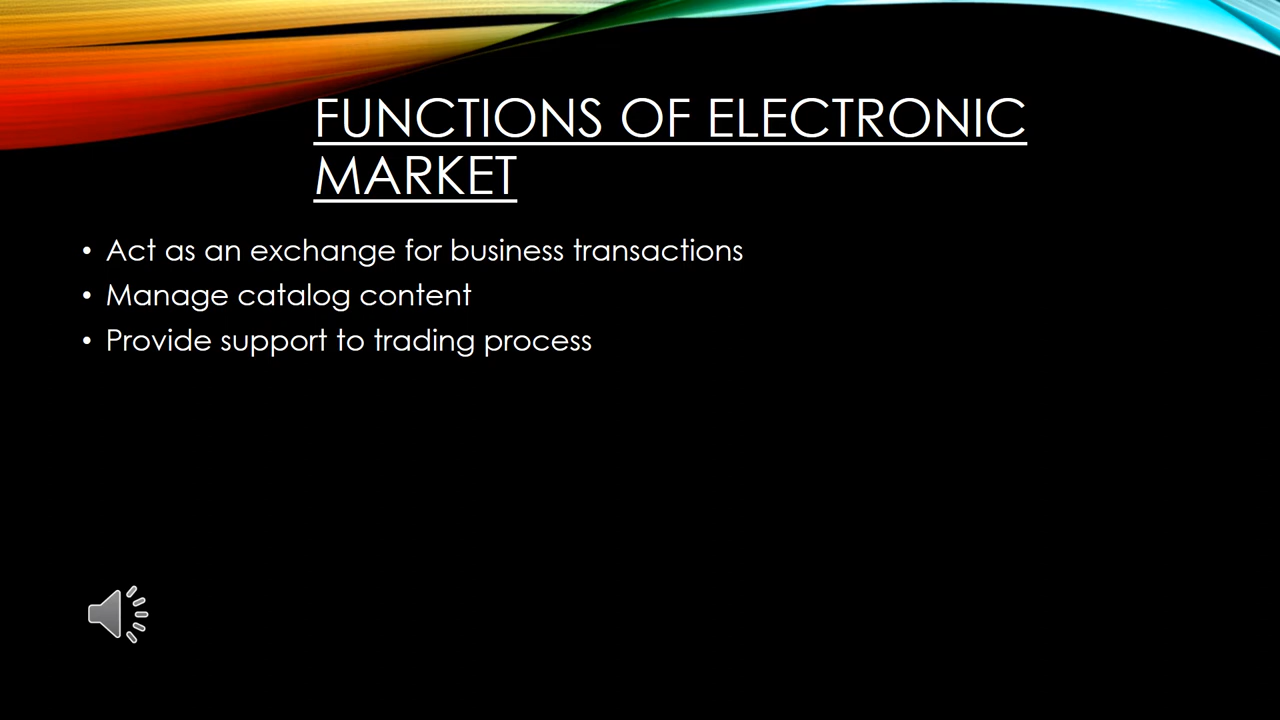 FUNCTIONS OF ELECTRONIC
MARKET
• Act as an exchange for business transactions
• Manage catalog content
• Provide support to trading process